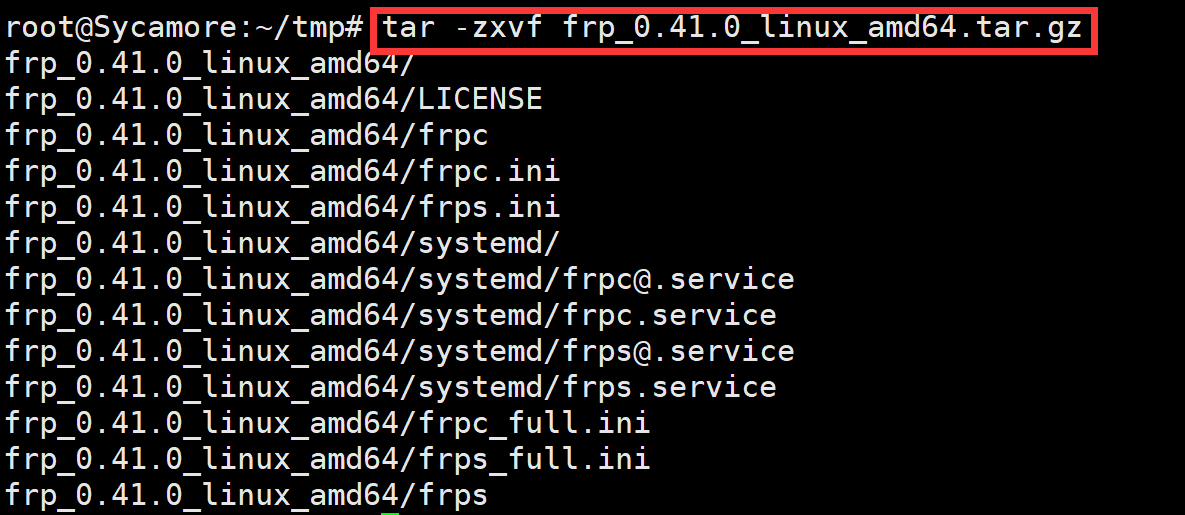 root@Sycamore:~/tmp# tar -zxvf frp_0.41.0_linux_amd64.tar.gz
frp_0.41.0_linux_amd64/
frp_0.41.0_linux_amd64/LICENSE
frp_0.41.0_linux_amd64/frpc
frp_0.41.0_linux_amd64/frpc.ini
frp_0.41.0_linux_amd64/frps.ini
frp_0.41.0_linux_amd64/systemd/
frp_0.41.0_linux_amd64/systemd/frpc@.service
frp_0.41.0_linux_amd64/systemd/frpc.service
frp_0.41.0_linux_amd64/systemd/frps@.service
frp_0.41.0_linux_amd64/systemd/frps.service
frp_0.41.0_linux_amd64/frpc_full.ini
frp_0.41.0_linux_amd64/frps_full.ini
frp_0.41.0_linux_amd64/frps